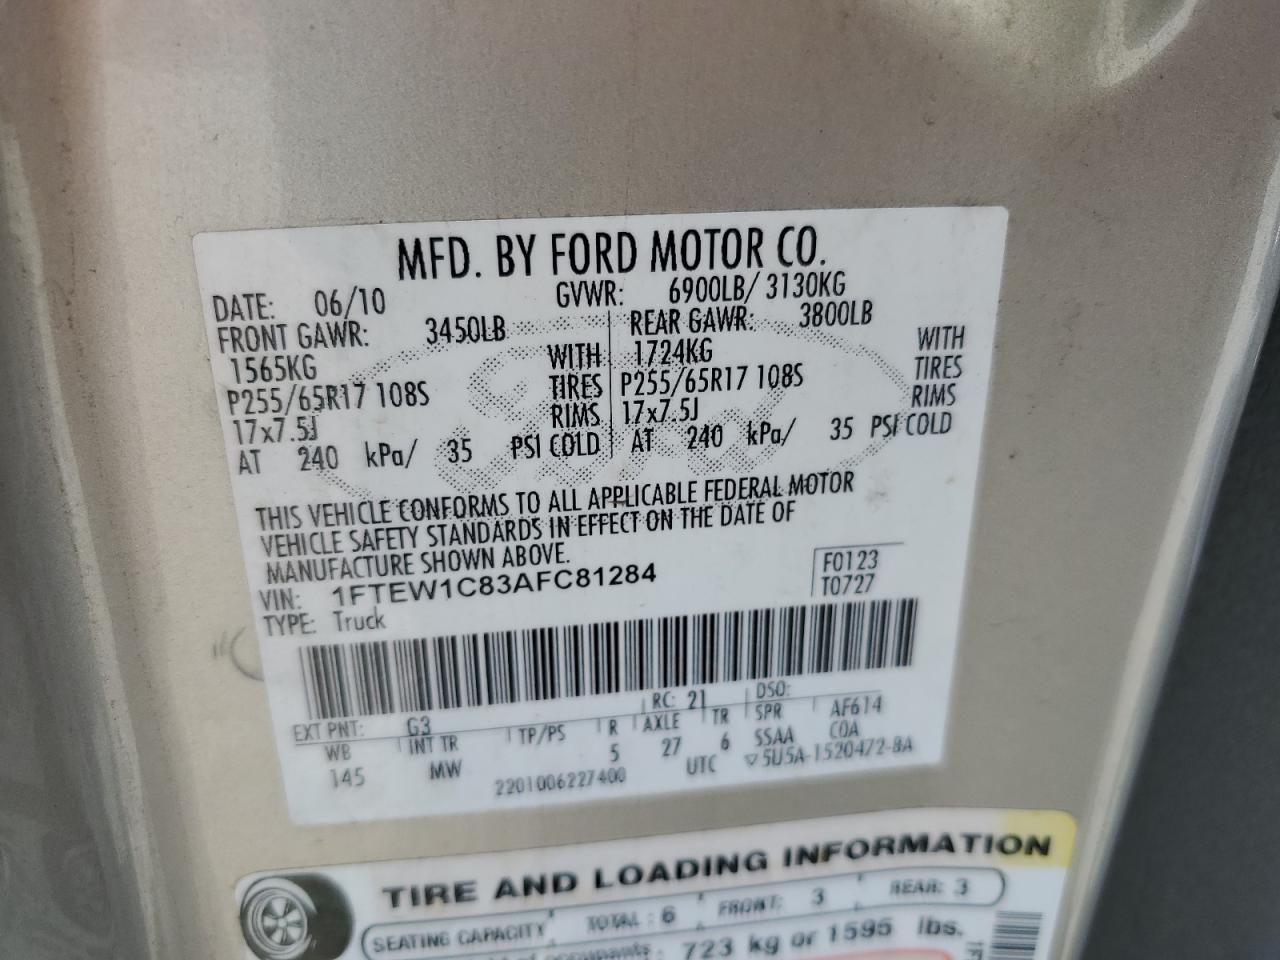 MFD. BY FORD MOTOR CO.
DATE: 06/10 GVWR: 6900LB/ 3130KG
FRONT GAWR: 3450LB REAR GAWR: 3800LB
1565KG WITH 1724KG WITH
P255/65R17 108S TIRES P255/65R17 108S TIRES
17x7.5J RIMS 17x7.5J RIMS
AT 240 kPa/ 35 PSI COLD AT 240 kPa/ 35 PSI COLD
THIS VEHICLE CONFORMS TO ALL APPLICABLE FEDERAL MOTOR
VEHICLE SAFETY STANDARDS IN EFFECT ON THE DATE OF
MANUFACTURE SHOWN ABOVE.
VIN: 1FTEW1C83AFC81284 F0123
TYPE: Truck T0727
EXT PNT: G3 RC: 21 DSO:
WB INT TR TP/PS R AXLE TR SPR AF614
145 MW 5 27 6 SSAA C0A
2201006227400 UTC ▽5U5A-1520472-BA
TIRE AND LOADING INFORMATION
SEATING CAPACITY TOTAL: 6 FRONT: 3 REAR: 3
occupants 723 kg or 1595 lbs.